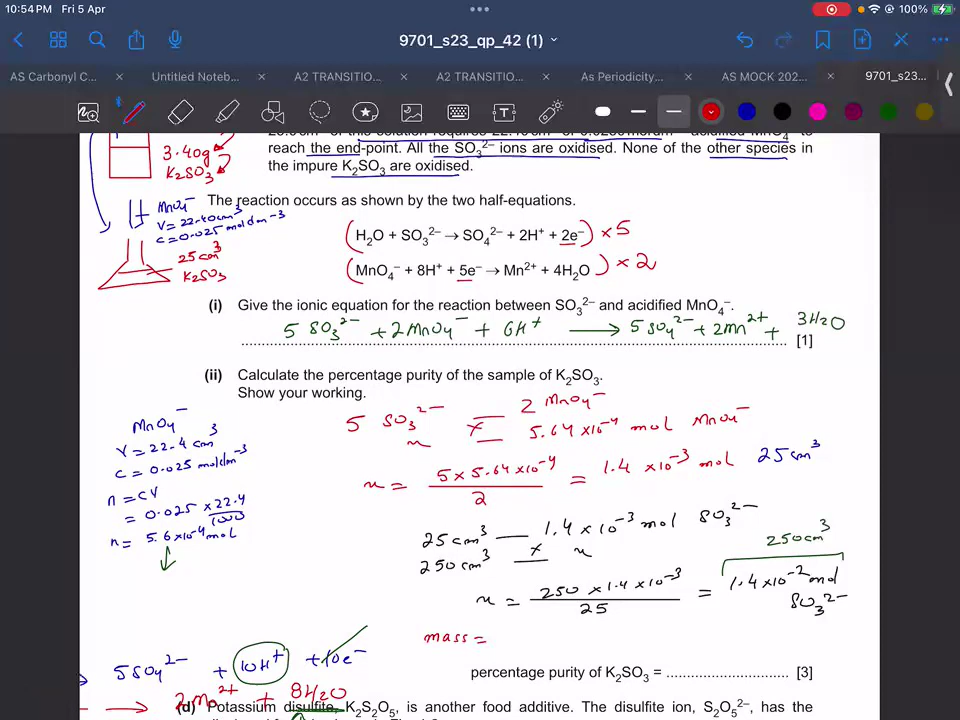 10:54 PM Fri 5 Apr
100%
9701_s23_qp_42 (1)
AS Carbonyl C...
Untitled Noteb...
A2 TRANSITIO...
A2 TRANSITIO...
As Periodicity...
AS MOCK 202...
9701_s23...
reach the end-point. All the SO₃²⁻ ions are oxidised. None of the other species in
the impure K₂SO₃ are oxidised.
3.40g
K₂SO₃
The reaction occurs as shown by the two half-equations.
MnO₄⁻
V = 22.40cm³
C = 0.025 moldm⁻³
25cm³
K₂SO₃
(H₂O + SO₃²⁻ → SO₄²⁻ + 2H⁺ + 2e⁻) ×5
(MnO₄⁻ + 8H⁺ + 5e⁻ → Mn²⁺ + 4H₂O) ×2
(i) Give the ionic equation for the reaction between SO₃²⁻ and acidified MnO₄⁻.
5 SO₃²⁻ + 2MnO₄⁻ + 6H⁺ → 5SO₄²⁻ + 2Mn²⁺ + 3H₂O
[1]
(ii) Calculate the percentage purity of the sample of K₂SO₃.
Show your working.
MnO₄⁻
V = 22.4 cm³
C = 0.025 moldm⁻³
n = CV
= 0.025 × 22.4/1000
n = 5.6×10⁻⁴ mol
5 SO₃²⁻ 2 MnO₄⁻
x 5.64×10⁻⁴ mol MnO₄⁻
x = 5 × 5.64×10⁻⁴ / 2 = 1.4 ×10⁻³ mol 25cm³
25cm³ — 1.4 ×10⁻³ mol SO₃²⁻
250cm³ x
250cm³
x = 250 × 1.4 ×10⁻³ / 25 = 1.4×10⁻² mol SO₃²⁻
mass =
percentage purity of K₂SO₃ = .............................. [3]
5SO₄²⁻ + 10H⁺ + 10e⁻
2Mn²⁺ + 8H₂O
(d) Potassium disulfite, K₂S₂O₅, is another food additive. The disulfite ion, S₂O₅²⁻, has the